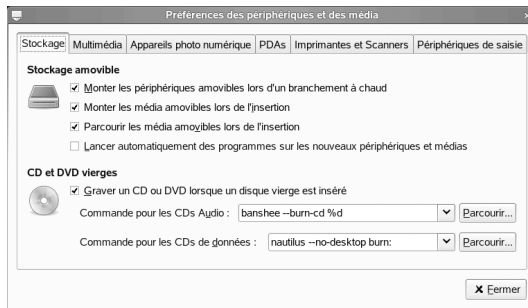 Préférences des périphériques et des média
Stockage Multimédia Appareils photo numérique PDAs Imprimantes et Scanners Périphériques de saisie
Stockage amovible
Monter les périphériques amovibles lors d'un branchement à chaud
Monter les média amovibles lors de l'insertion
Parcourir les média amovibles lors de l'insertion
Lancer automatiquement des programmes sur les nouveaux périphériques et médias
CD et DVD vierges
Graver un CD ou DVD lorsque un disque vierge est inséré
Commande pour les CDs Audio : banshee --burn-cd %d Parcourir...
Commande pour les CDs de données : nautilus --no-desktop burn: Parcourir...
Fermer